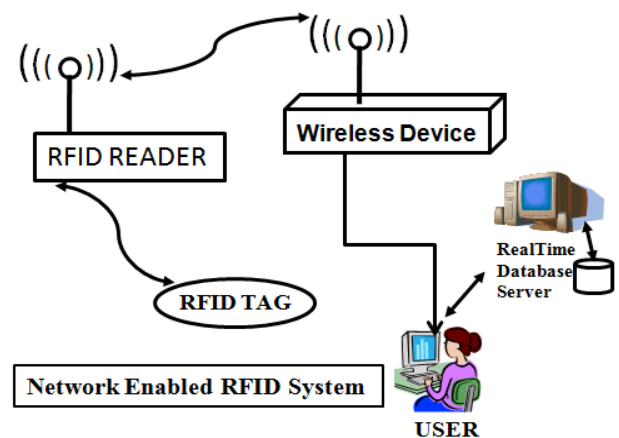 RFID READER
Wireless Device
RealTime
Database
Server
RFID TAG
Network Enabled RFID System
USER